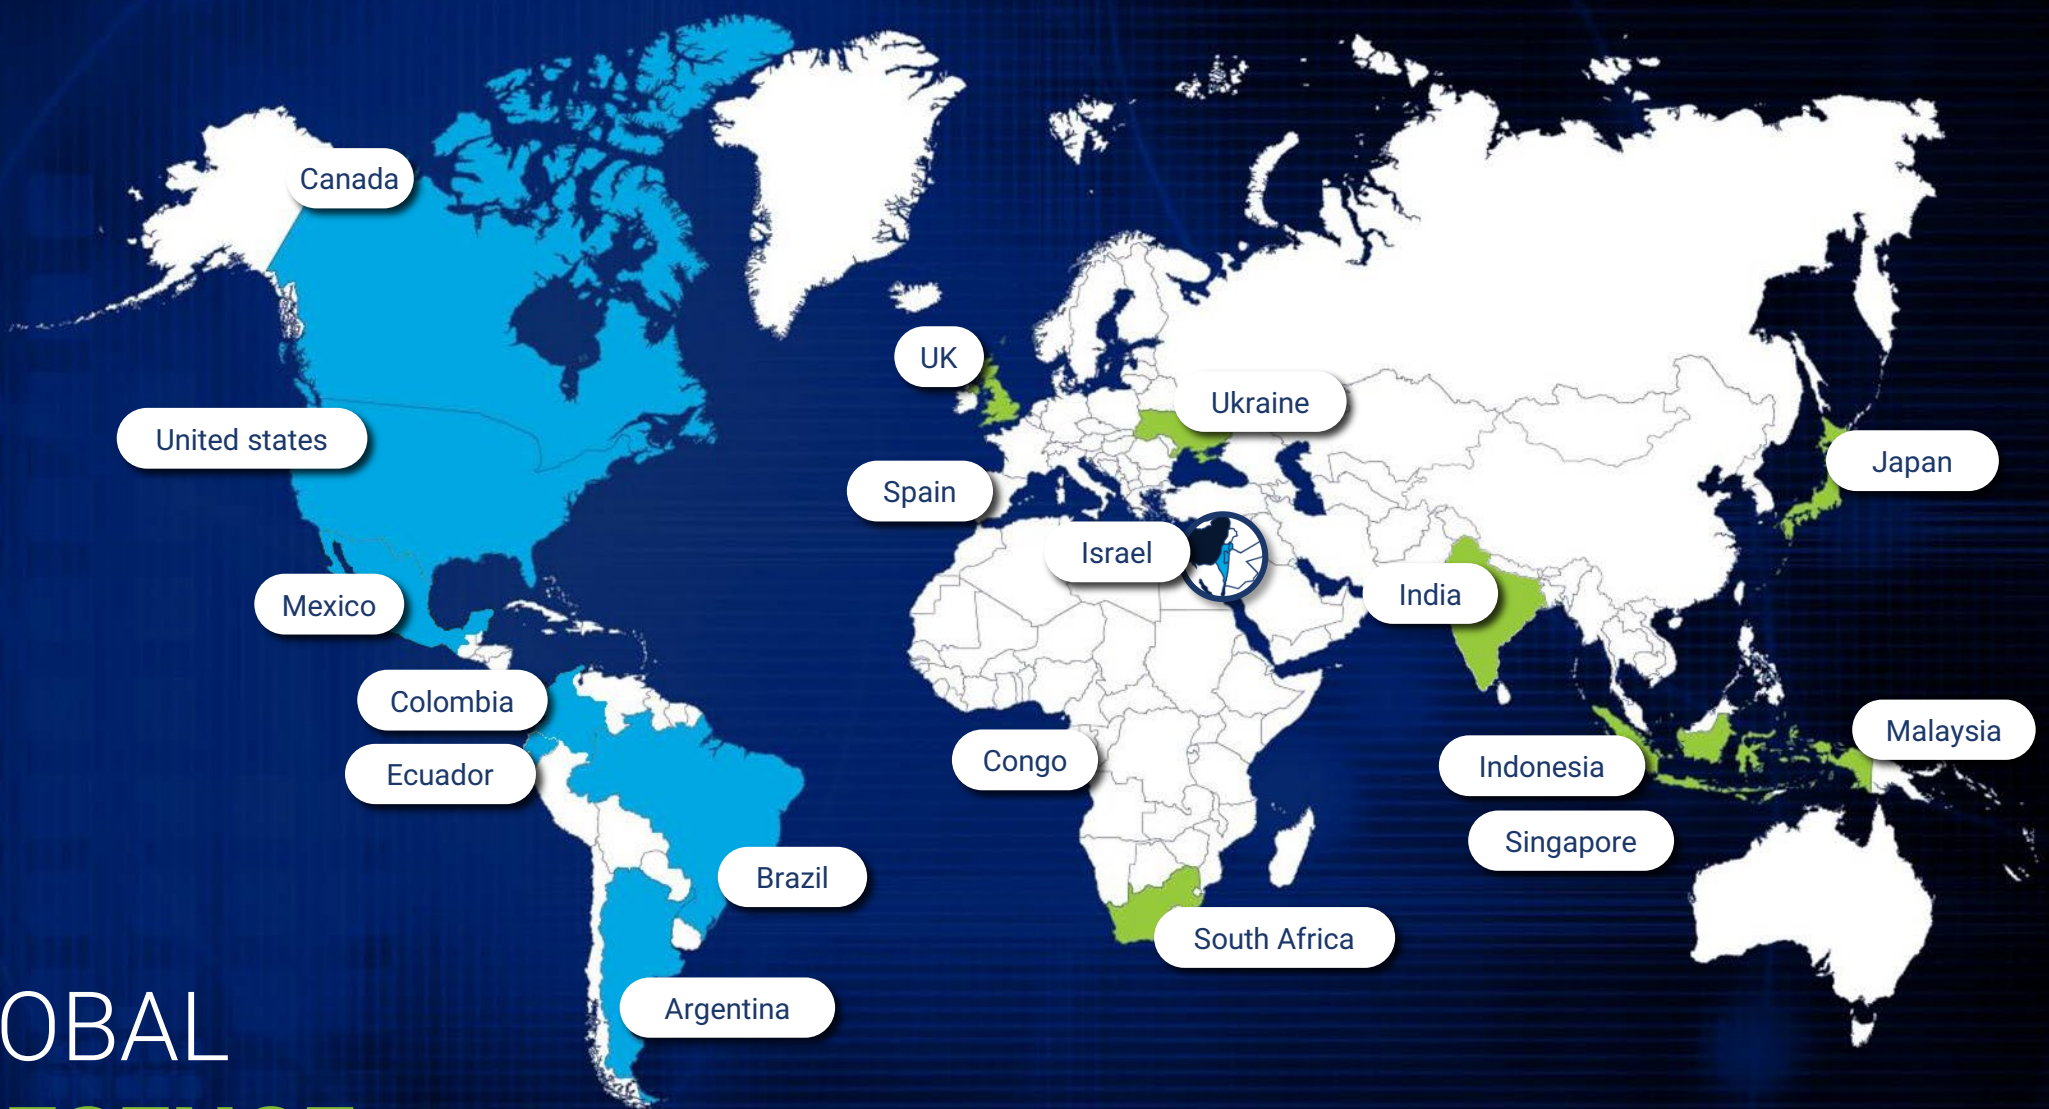 Canada
UK
Ukraine
United states
Japan
Spain
Israel
India
Mexico
Colombia
Malaysia
Congo
Indonesia
Ecuador
Singapore
Brazil
South Africa
Argentina
OBAL